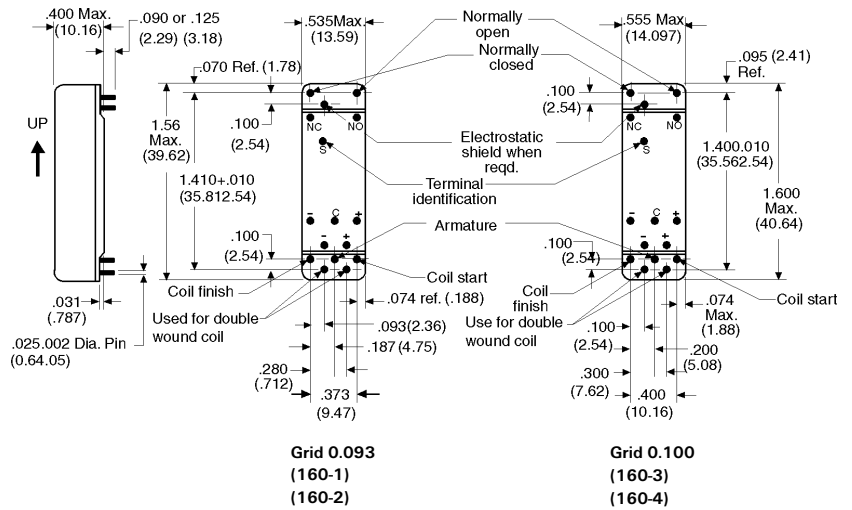 .400 Max.
(10.16)
.090 or .125
(2.29) (3.18)
.535Max.
(13.59)
Normally
open
Normally
closed
.555 Max.
(14.097)
.070 Ref. (1.78)
.095 (2.41)
Ref.
.100
(2.54)
.100
(2.54)
UP
1.56
Max.
(39.62)
NC
NO
S
Electrostatic
shield when
reqd.
NC
NO
S
1.400.010
(35.562.54)
1.410+.010
(35.812.54)
Terminal
identification
1.600
Max.
(40.64)
- C +
- +
Armature
- C +
- +
.100
(2.54)
.100
(2.54)
Coil finish
Coil start
Coil
finish
Coil start
.031
(.787)
.074 ref. (.188)
.074
Max.
(1.88)
Used for double
wound coil
Use for double
wound coil
.025.002 Dia. Pin
(0.64.05)
.093(2.36)
.187(4.75)
.280
(.712)
.373
(9.47)
.100
(2.54)
.200
(5.08)
.300
(7.62)
.400
(10.16)
Grid 0.093
(160-1)
(160-2)
Grid 0.100
(160-3)
(160-4)